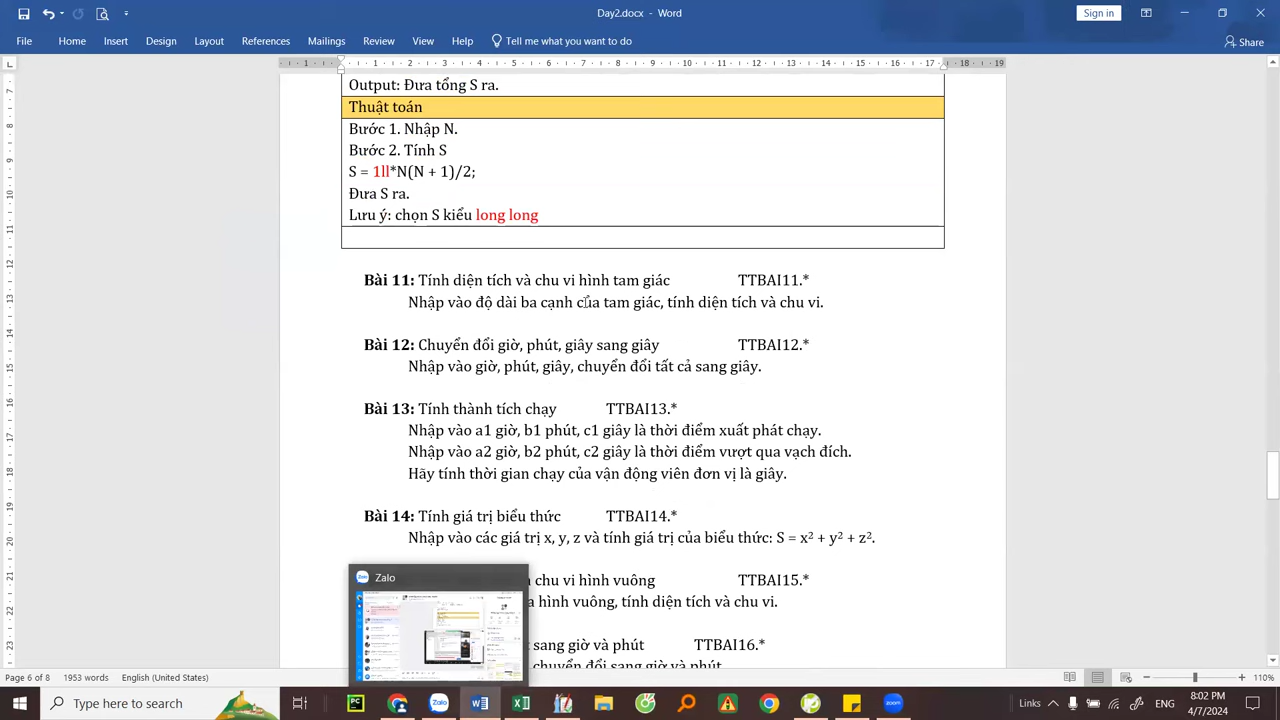 Day2.docx - Word
Sign in
File
Home
Insert
Design
Layout
References
Mailings
Review
View
Help
Tell me what you want to do
Share
Output: Đưa tổng S ra.
Thuật toán
Bước 1. Nhập N.
Bước 2. Tính S
S = 1ll*N(N + 1)/2;
Đưa S ra.
Lưu ý: chọn S kiểu long long
Bài 11: Tính diện tích và chu vi hình tam giác TTBAI11.*
Nhập vào độ dài ba cạnh của tam giác, tính diện tích và chu vi.
Bài 12: Chuyển đổi giờ, phút, giây sang giây TTBAI12.*
Nhập vào giờ, phút, giây, chuyển đổi tất cả sang giây.
Bài 13: Tính thành tích chạy TTBAI13.*
Nhập vào a1 giờ, b1 phút, c1 giây là thời điểm xuất phát chạy.
Nhập vào a2 giờ, b2 phút, c2 giây là thời điểm vượt qua vạch đích.
Hãy tính thời gian chạy của vận động viên đơn vị là giây.
Bài 14: Tính giá trị biểu thức TTBAI14.*
Nhập vào các giá trị x, y, z và tính giá trị của biểu thức: S = x² + y² + z².
Zalo
chu vi hình vuông TTBAI15.*
a hình vuông, tính diện tích và chu vi.
sang giờ và phút TTBAI16.*
đổi sang giờ và phút
953 words
States)
Type here to search
Links
ENG
8:02 PM
4/7/2024